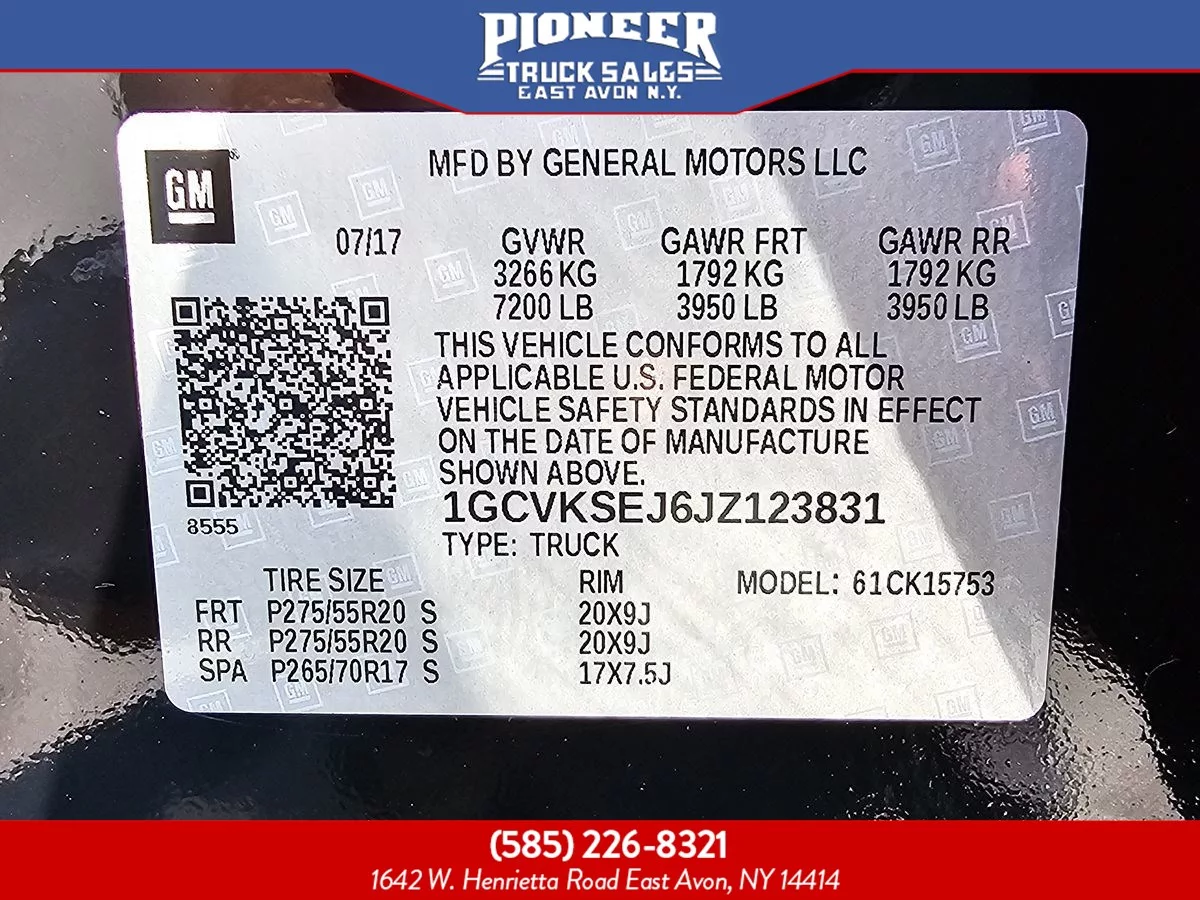 PIONEER
TRUCK SALES
EAST AVON N.Y.
GM
MFD BY GENERAL MOTORS LLC
07/17 GVWR GAWR FRT GAWR RR
3266 KG 1792 KG 1792 KG
7200 LB 3950 LB 3950 LB
THIS VEHICLE CONFORMS TO ALL
APPLICABLE U.S. FEDERAL MOTOR
VEHICLE SAFETY STANDARDS IN EFFECT
ON THE DATE OF MANUFACTURE
SHOWN ABOVE.
1GCVKSEJ6JZ123831
8555
TYPE: TRUCK
TIRE SIZE RIM MODEL: 61CK15753
FRT P275/55R20 S 20X9J
RR P275/55R20 S 20X9J
SPA P265/70R17 S 17X7.5J
(585) 226-8321
1642 W. Henrietta Road East Avon, NY 14414